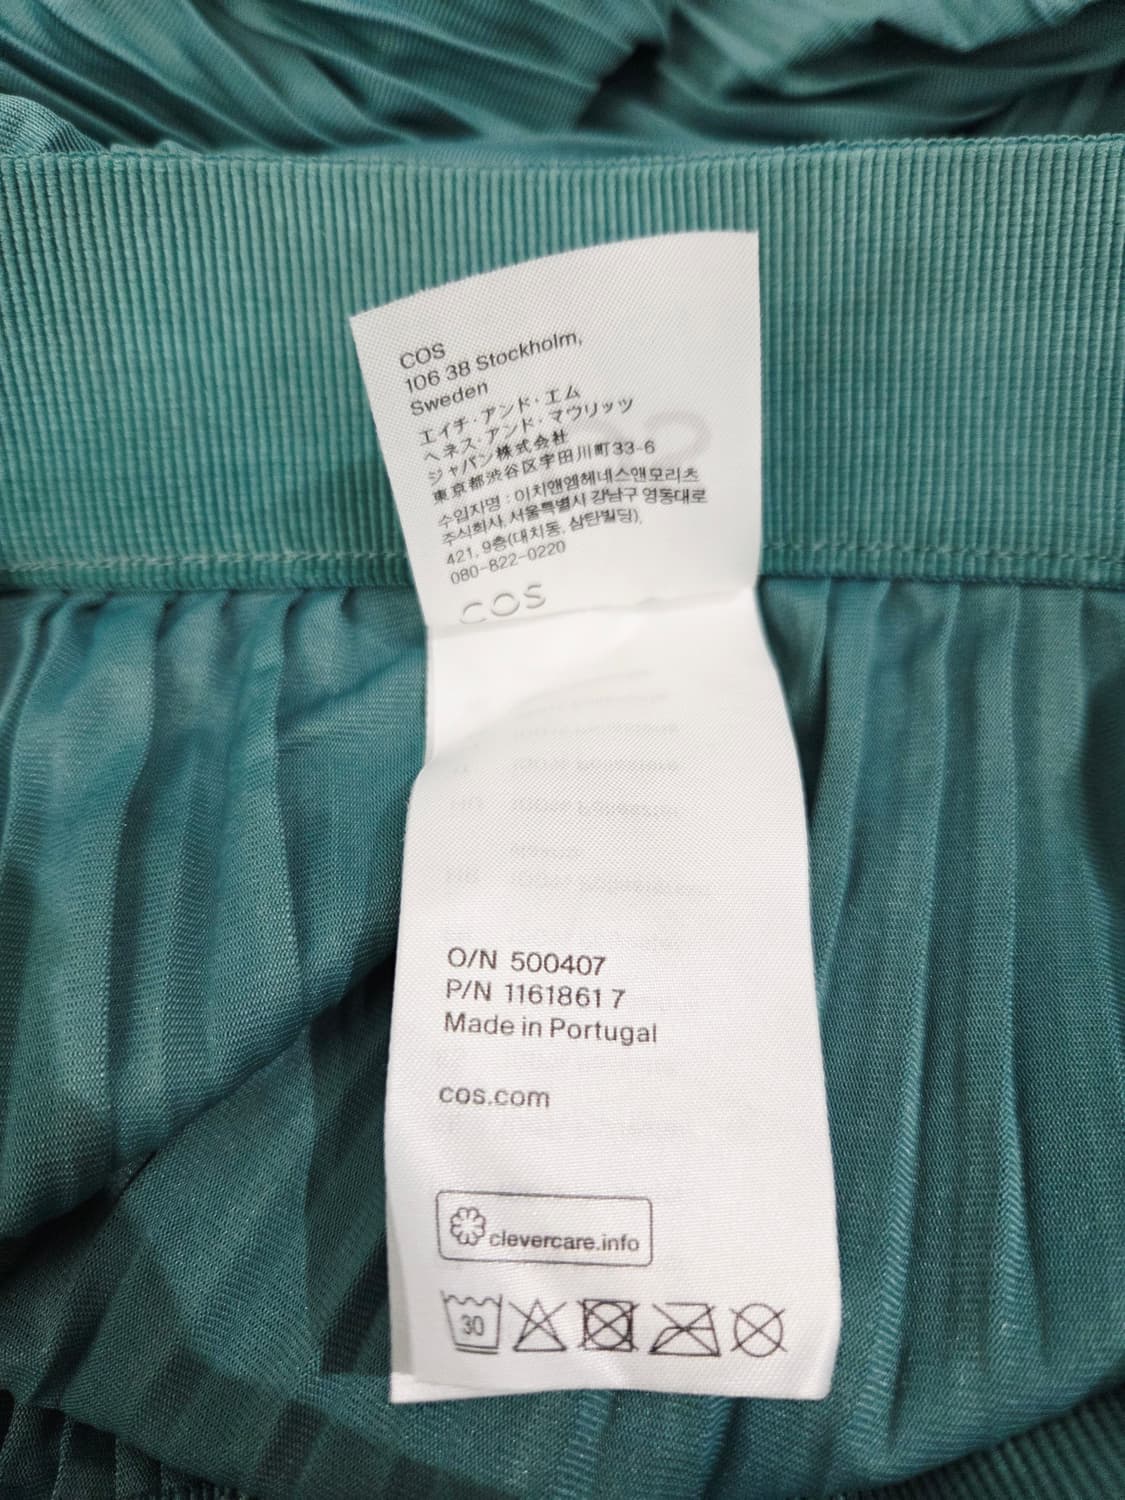 COS
106 38 Stockholm,
Sweden
エイチ・アンド・エム
ヘネス・アンド・マウリッツ
ジャパン株式会社
東京都渋谷区宇田川町33-6
수입자명 : 이치앤엠헤네스앤모리츠
주식회사, 서울특별시 강남구 영동대로
421, 9층(대치동, 삼탄빌딩),
080-822-0220
COS
O/N 500407
P/N 1161861 7
Made in Portugal
cos.com
clevercare.info
30